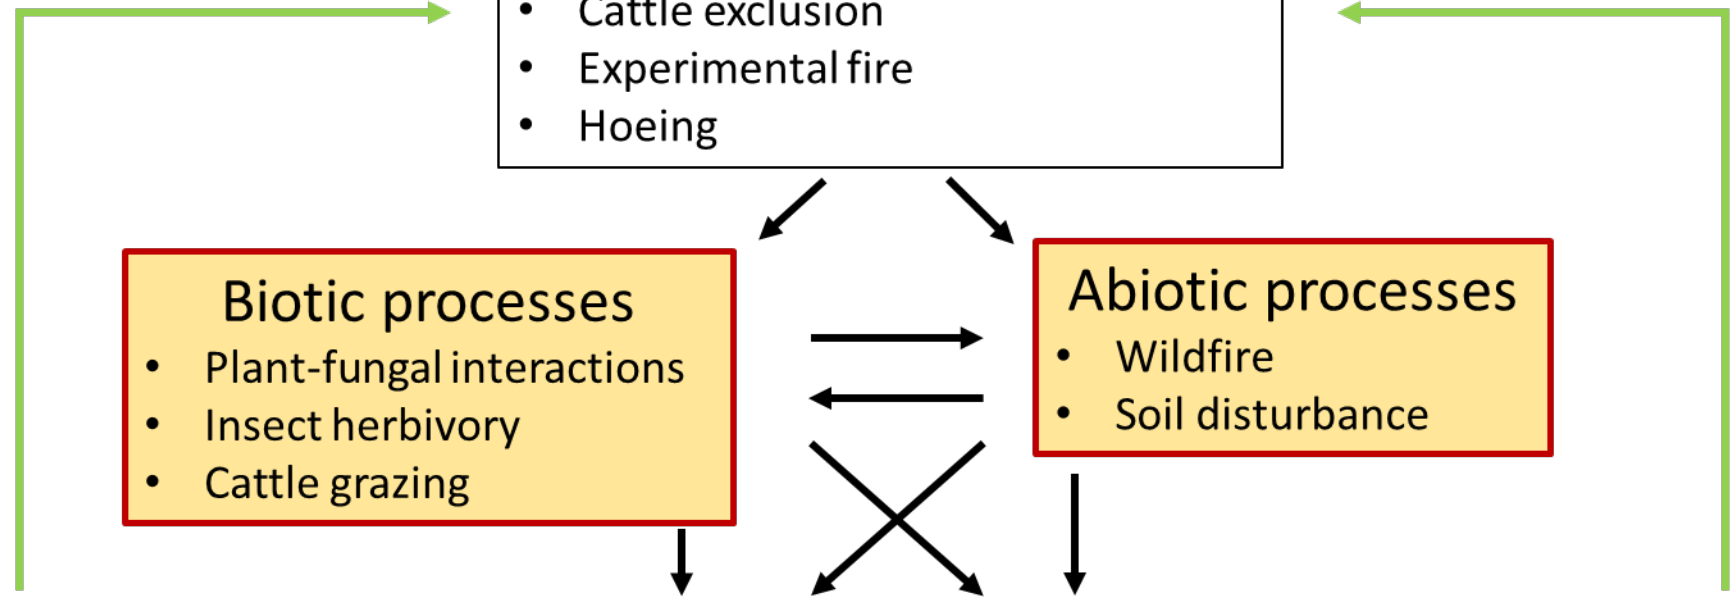 • Cattle exclusion
• Experimental fire
• Hoeing
Biotic processes
• Plant-fungal interactions
• Insect herbivory
• Cattle grazing
Abiotic processes
• Wildfire
• Soil disturbance